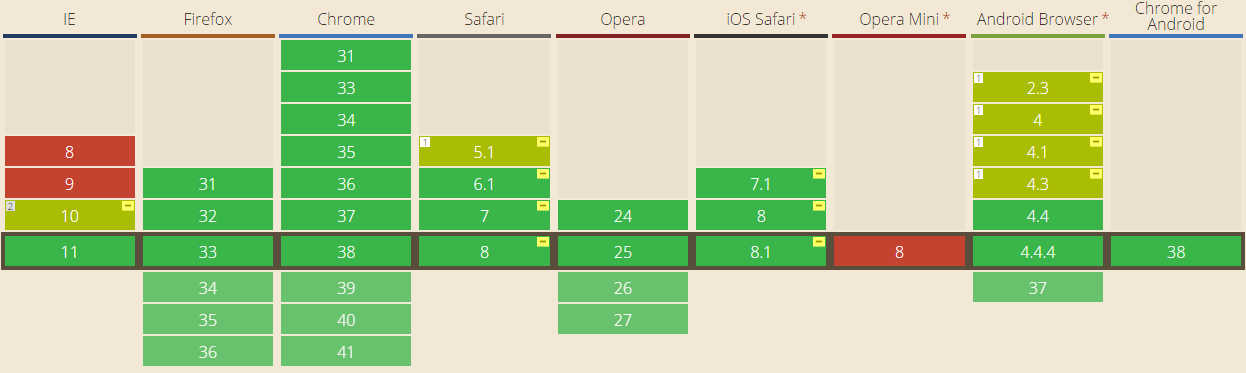 IE Firefox Chrome Safari Opera iOS Safari * Opera Mini * Android Browser * Chrome for Android
31
33
1 2.3
34
1 4
8 35 1 5.1 1 4.1
9 31 36 6.1 7.1 1 4.3
2 10 32 37 7 24 8 4.4
11 33 38 8 25 8.1 8 4.4.4 38
34 39 26 37
35 40 27
36 41